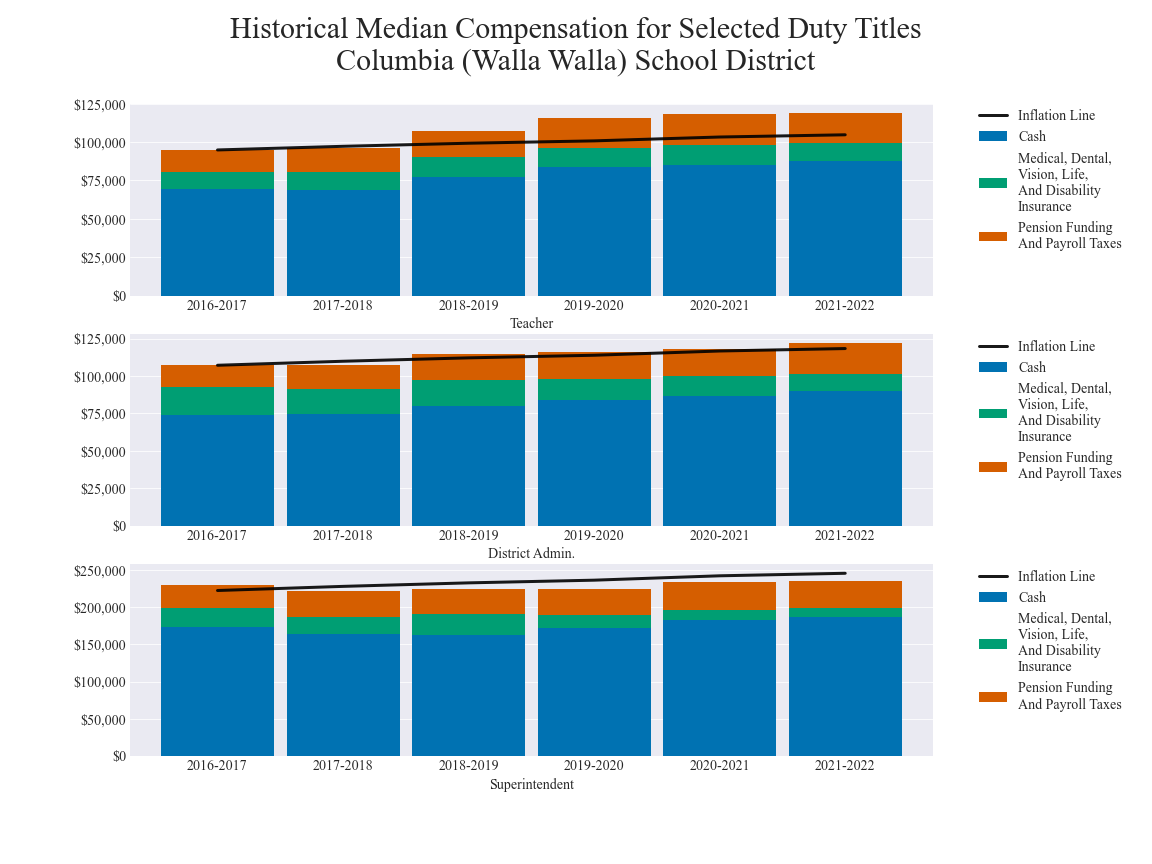 Historical Median Compensation for Selected Duty Titles
Columbia (Walla Walla) School District
$125,000
$100,000
$75,000
$50,000
$25,000
$0
2016-2017
2017-2018
2018-2019
2019-2020
2020-2021
2021-2022
Teacher
Inflation Line
Cash
Medical, Dental,
Vision, Life,
And Disability
Insurance
Pension Funding
And Payroll Taxes
$125,000
$100,000
$75,000
$50,000
$25,000
$0
2016-2017
2017-2018
2018-2019
2019-2020
2020-2021
2021-2022
District Admin.
Inflation Line
Cash
Medical, Dental,
Vision, Life,
And Disability
Insurance
Pension Funding
And Payroll Taxes
$250,000
$200,000
$150,000
$100,000
$50,000
$0
2016-2017
2017-2018
2018-2019
2019-2020
2020-2021
2021-2022
Superintendent
Inflation Line
Cash
Medical, Dental,
Vision, Life,
And Disability
Insurance
Pension Funding
And Payroll Taxes